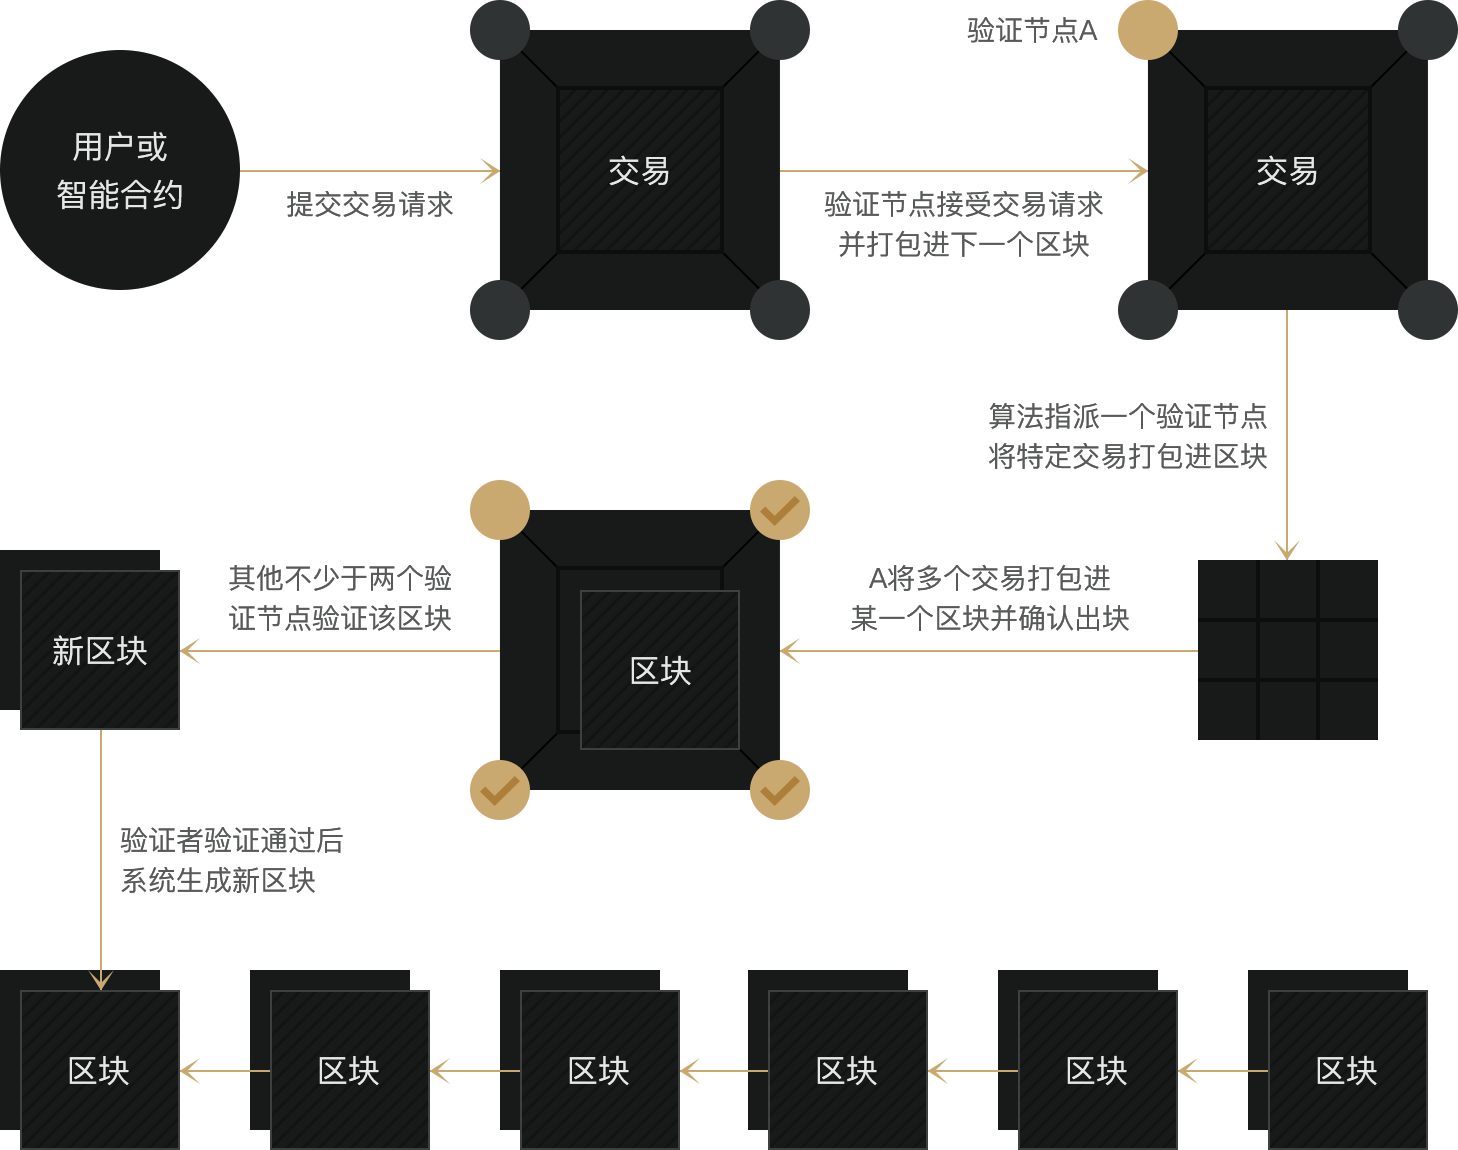 用户或
智能合约
提交交易请求
交易
验证节点接受交易请求
并打包进下一个区块
验证节点A
交易
算法指派一个验证节点
将特定交易打包进区块
A将多个交易打包进
某一个区块并确认出块
区块
其他不少于两个验
证节点验证该区块
新区块
验证者验证通过后
系统生成新区块
区块
区块
区块
区块
区块
区块